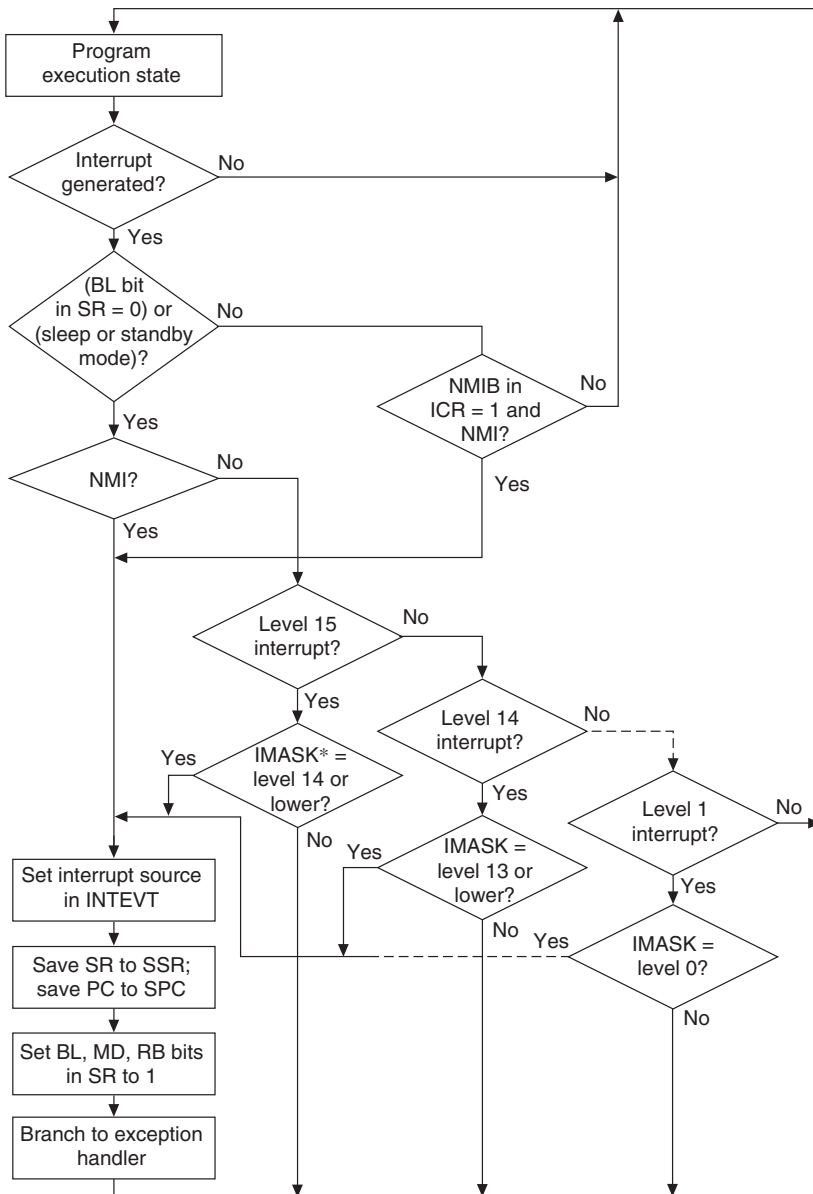 Program
execution state
Interrupt
generated?
No
Yes
(BL bit
in SR = 0) or
(sleep or standby
mode)?
No
Yes
NMIB in
ICR = 1 and
NMI?
No
Yes
NMI?
No
Yes
Level 15
interrupt?
No
Yes
Level 14
interrupt?
No
Yes
IMASK* =
level 14 or
lower?
Yes
No
Level 1
interrupt?
No
Yes
IMASK =
level 13 or
lower?
Yes
No
IMASK =
level 0?
Yes
No
Set interrupt source
in INTEVT
Save SR to SSR;
save PC to SPC
Set BL, MD, RB bits
in SR to 1
Branch to exception
handler